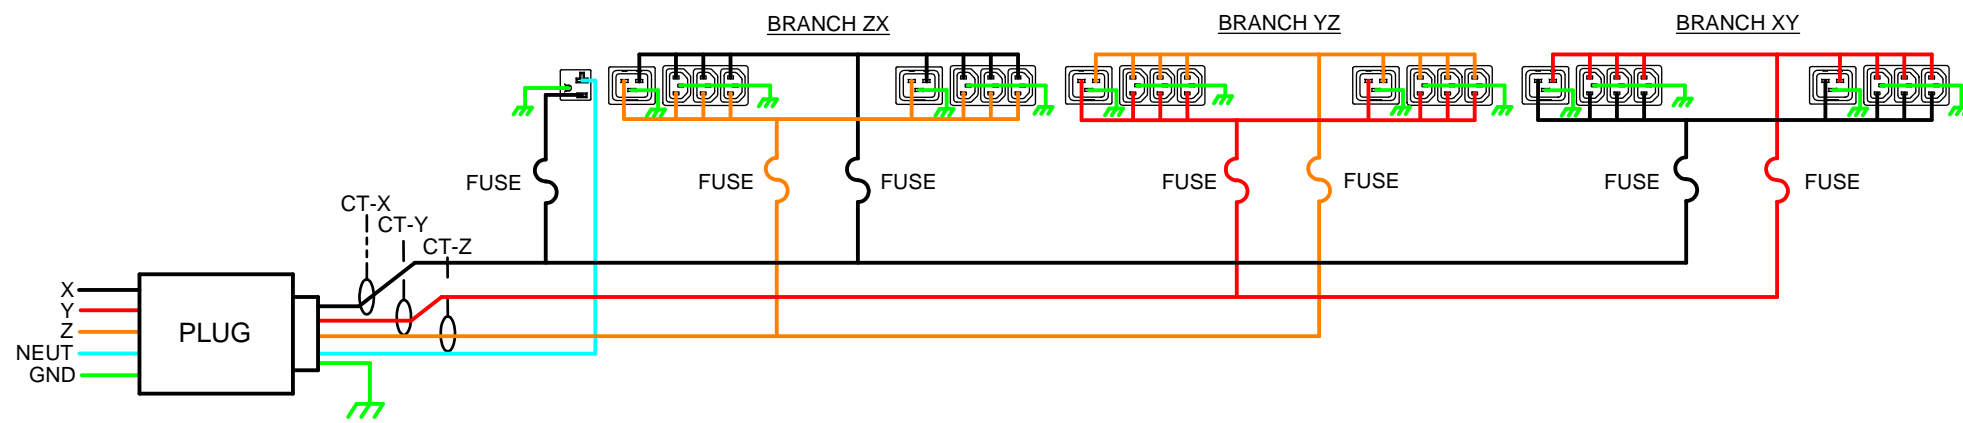 BRANCH ZX
BRANCH YZ
BRANCH XY
FUSE
FUSE
FUSE
FUSE
FUSE
FUSE
FUSE
CT-X
CT-Y
CT-Z
X
Y
Z
NEUT
GND
PLUG